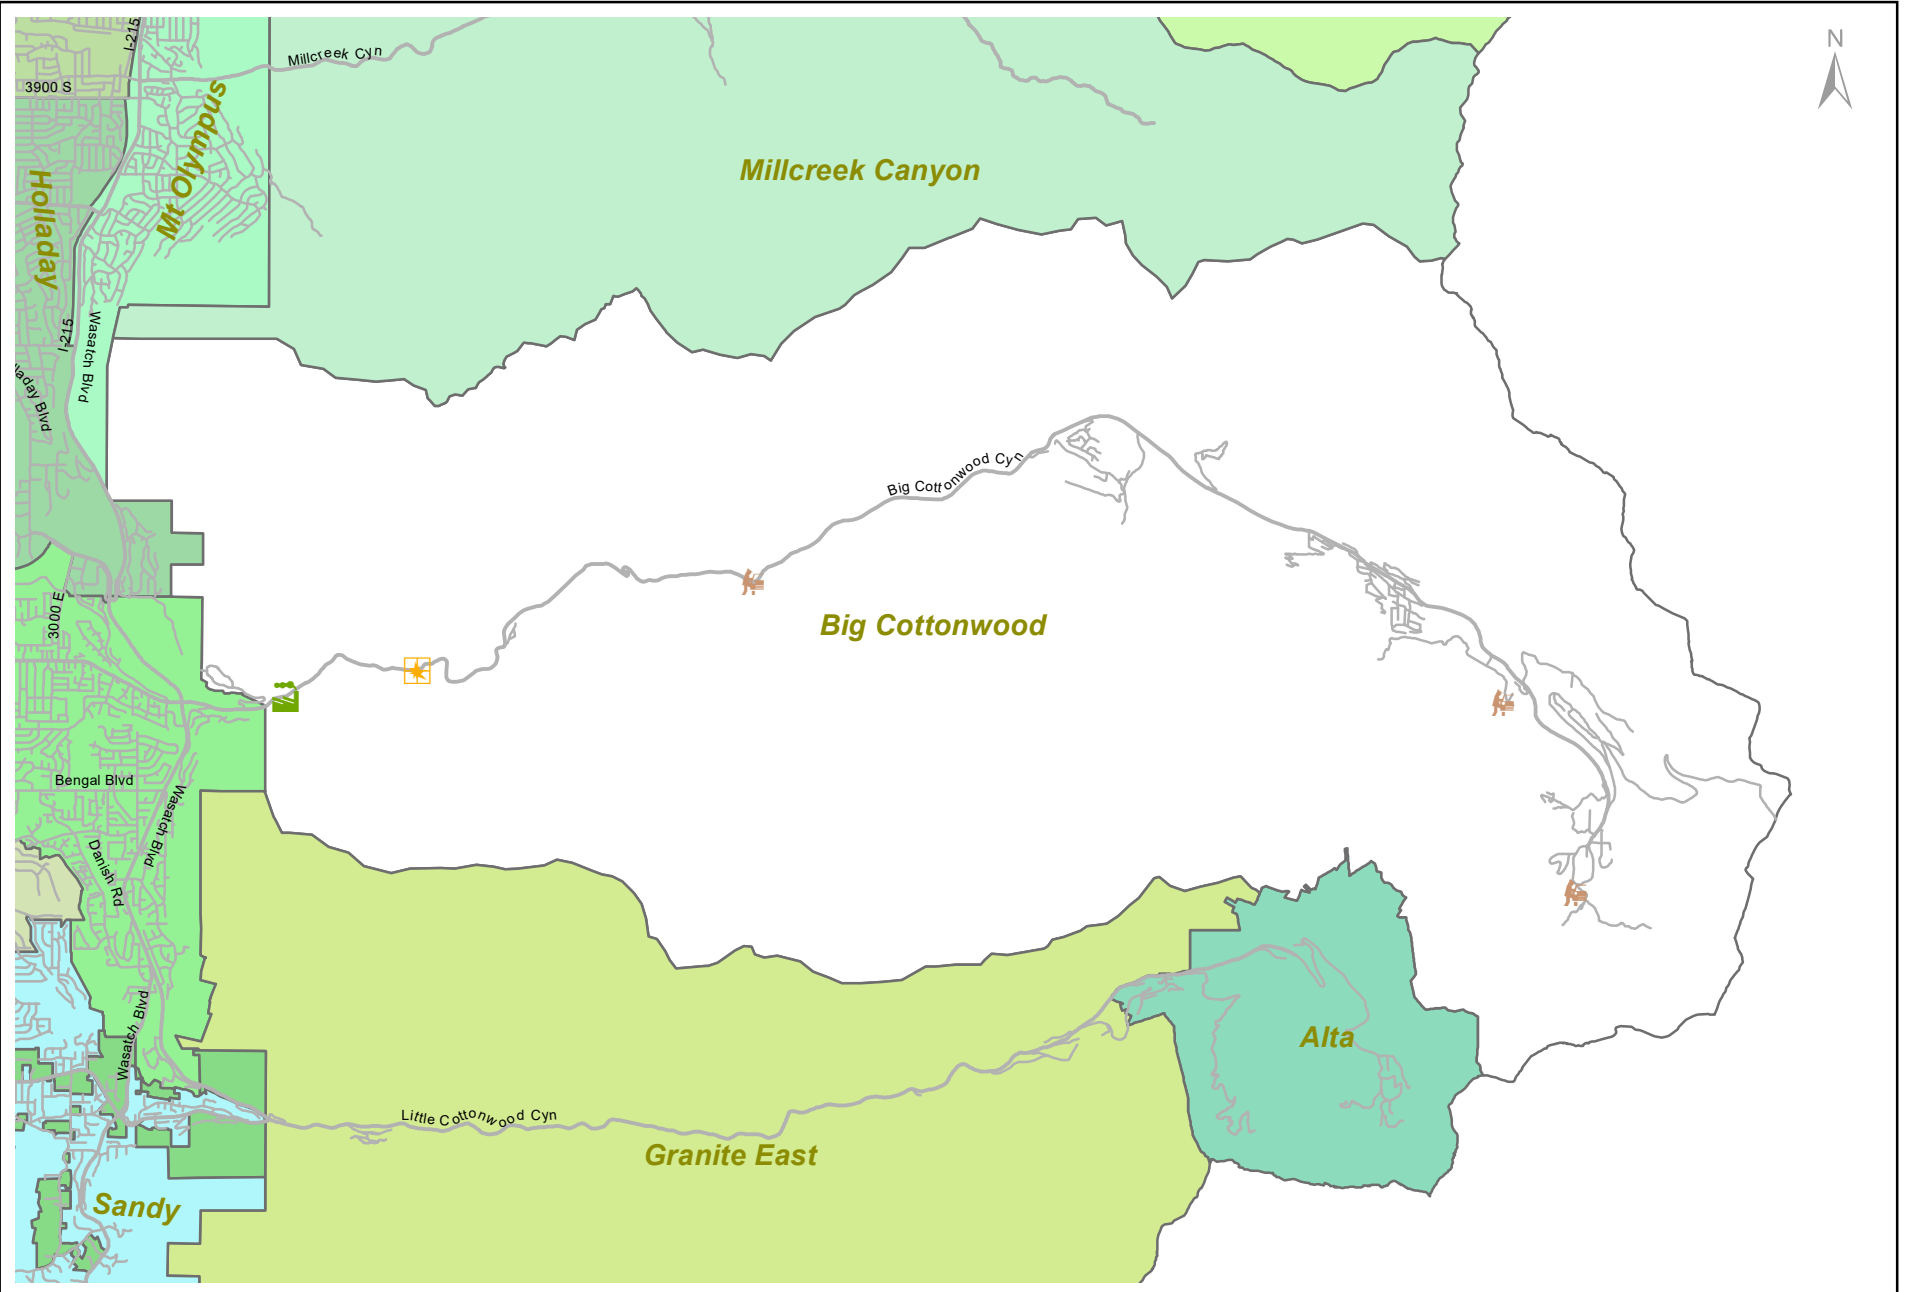 I-215
Millcreek Cyn
N
3900 S
Mt Olympus
Millcreek Canyon
Holladay
I-215
Wasatch Blvd
aday Blvd
Big Cottonwood Cyn
3000 E
Big Cottonwood
Bengal Blvd
Wasatch Blvd
Danish Rd
Wasatch Blvd
Alta
Little Cottonwood Cyn
Granite East
Sandy